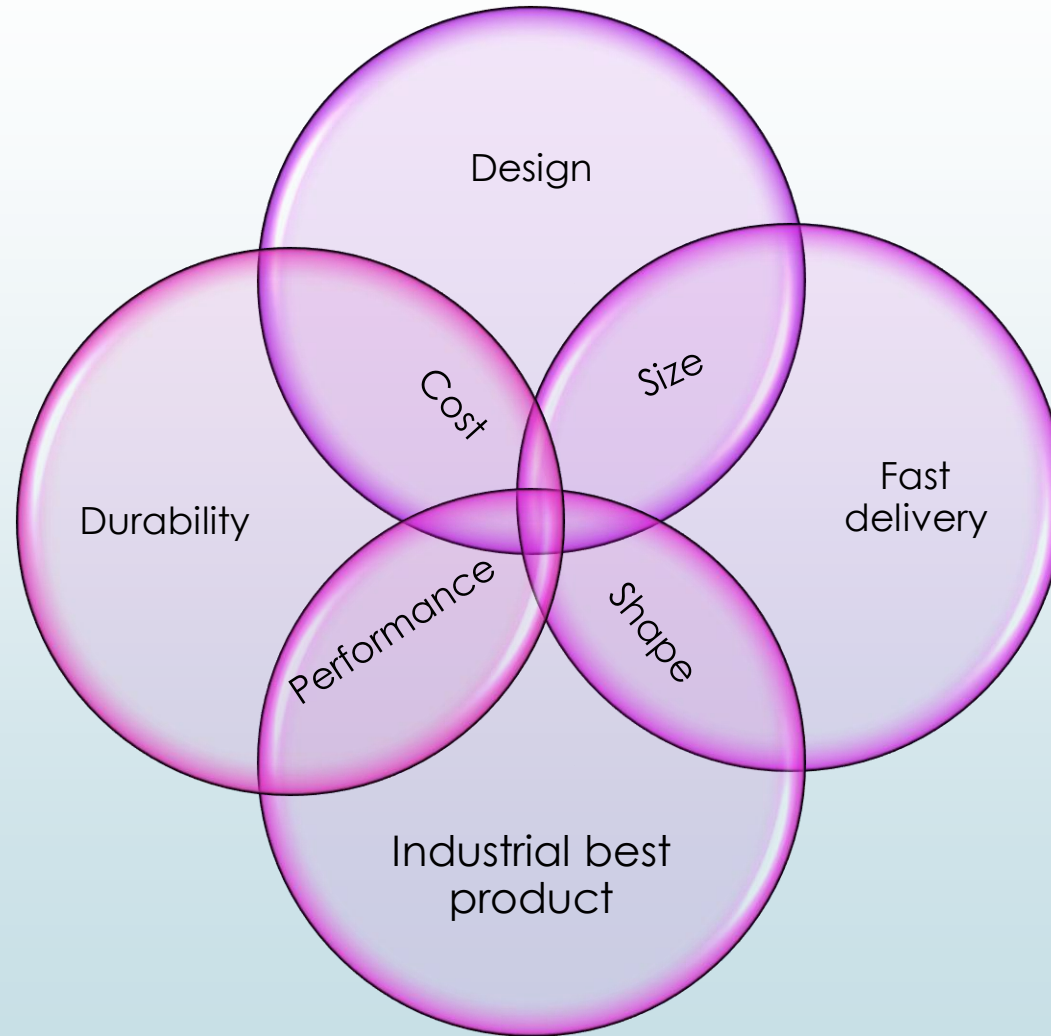 Design
Size
Cost
Fast
delivery
Durability
Performance
Shape
Industrial best
product